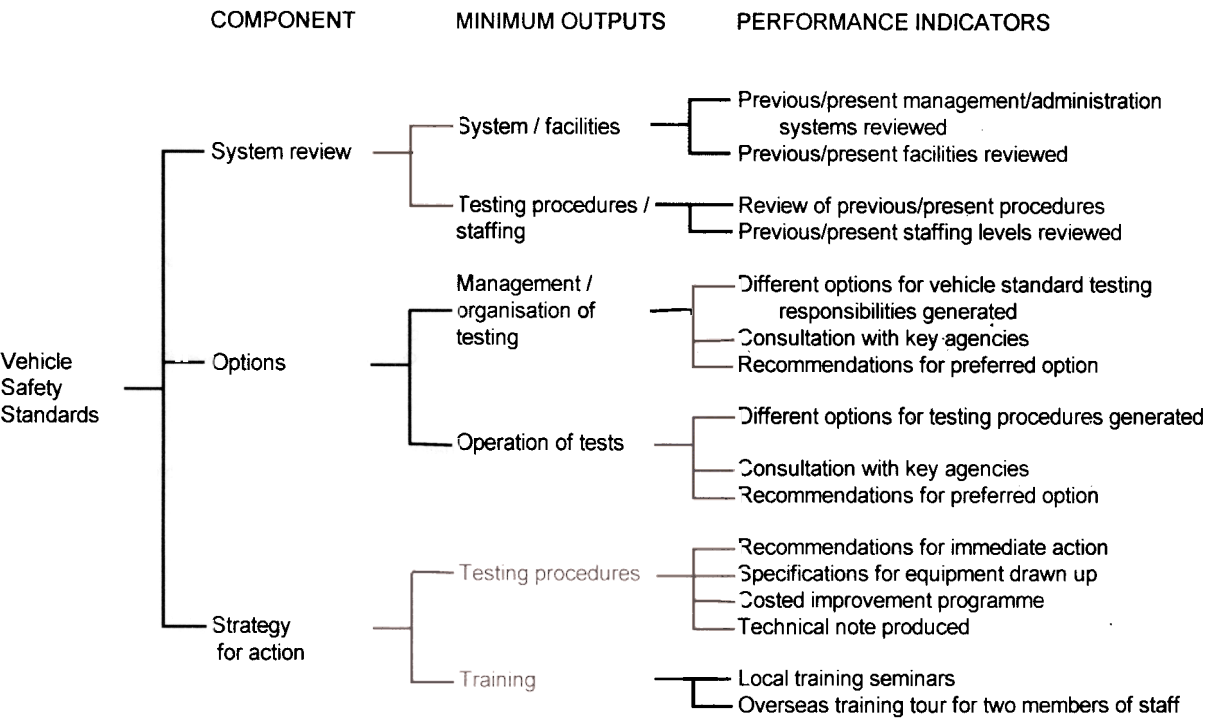 COMPONENT MINIMUM OUTPUTS PERFORMANCE INDICATORS
Vehicle
Safety
Standards
System review
System / facilities
Previous/present management/administration
systems reviewed
Previous/present facilities reviewed
Testing procedures /
staffing
Review of previous/present procedures
Previous/present staffing levels reviewed
Options
Management /
organisation of
testing
Different options for vehicle standard testing
responsibilities generated
Consultation with key agencies
Recommendations for preferred option
Operation of tests
Different options for testing procedures generated
Consultation with key agencies
Recommendations for preferred option
Strategy
for action
Testing procedures
Recommendations for immediate action
Specifications for equipment drawn up
Costed improvement programme
Technical note produced
Training
Local training seminars
Overseas training tour for two members of staff